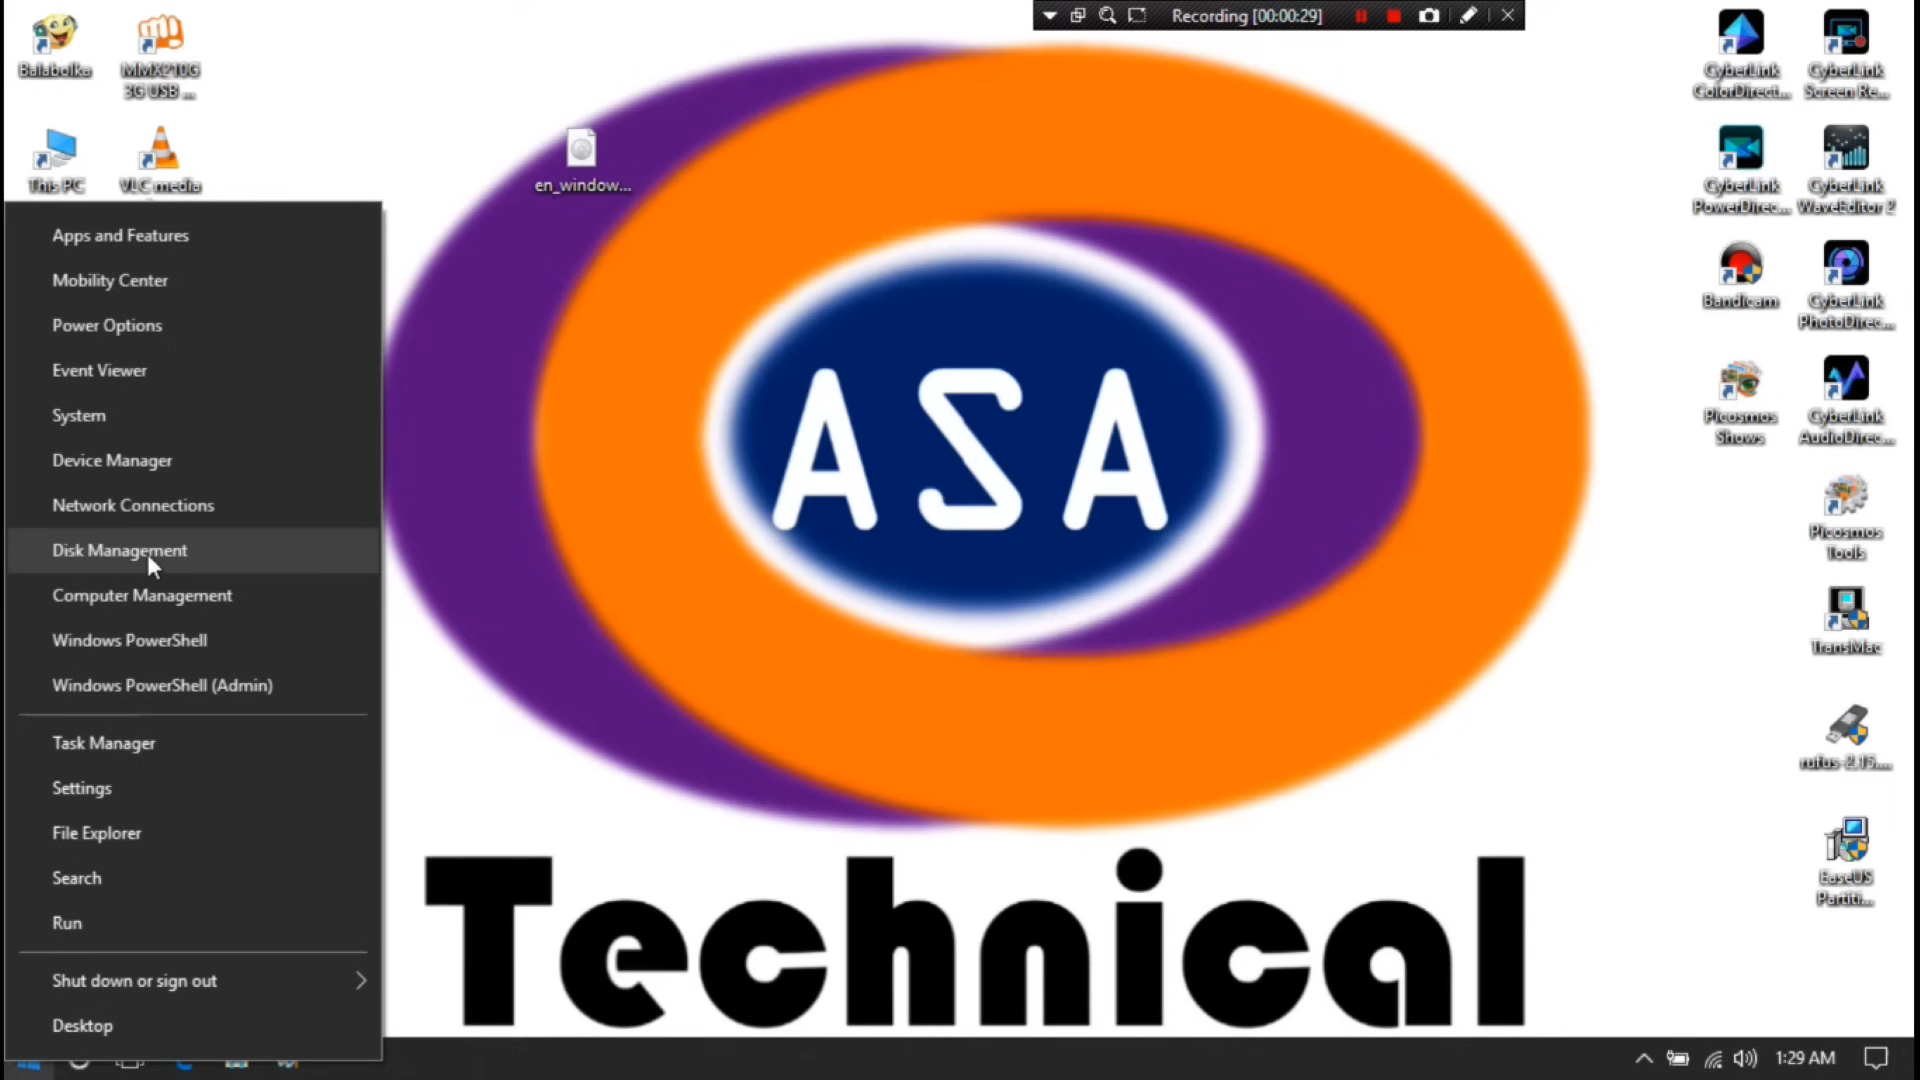 Recording [00:00:29]
Balabolka
MMX210G
3G USB ...
This PC
VLC media
en_window...
CyberLink
ColorDirecti...
CyberLink
Screen Re...
CyberLink
PowerDirec...
CyberLink
WaveEditor 2
Bandicam
CyberLink
PhotoDirec...
Picosmos
Shows
CyberLink
AudioDirec...
Picosmos
Tools
TransMac
rufus-2.15....
EaseUS
Partiti...
Apps and Features
Mobility Center
Power Options
Event Viewer
System
Device Manager
Network Connections
Disk Management
Computer Management
Windows PowerShell
Windows PowerShell (Admin)
Task Manager
Settings
File Explorer
Search
Run
Shut down or sign out
Desktop
ASA
Technical
1:29 AM